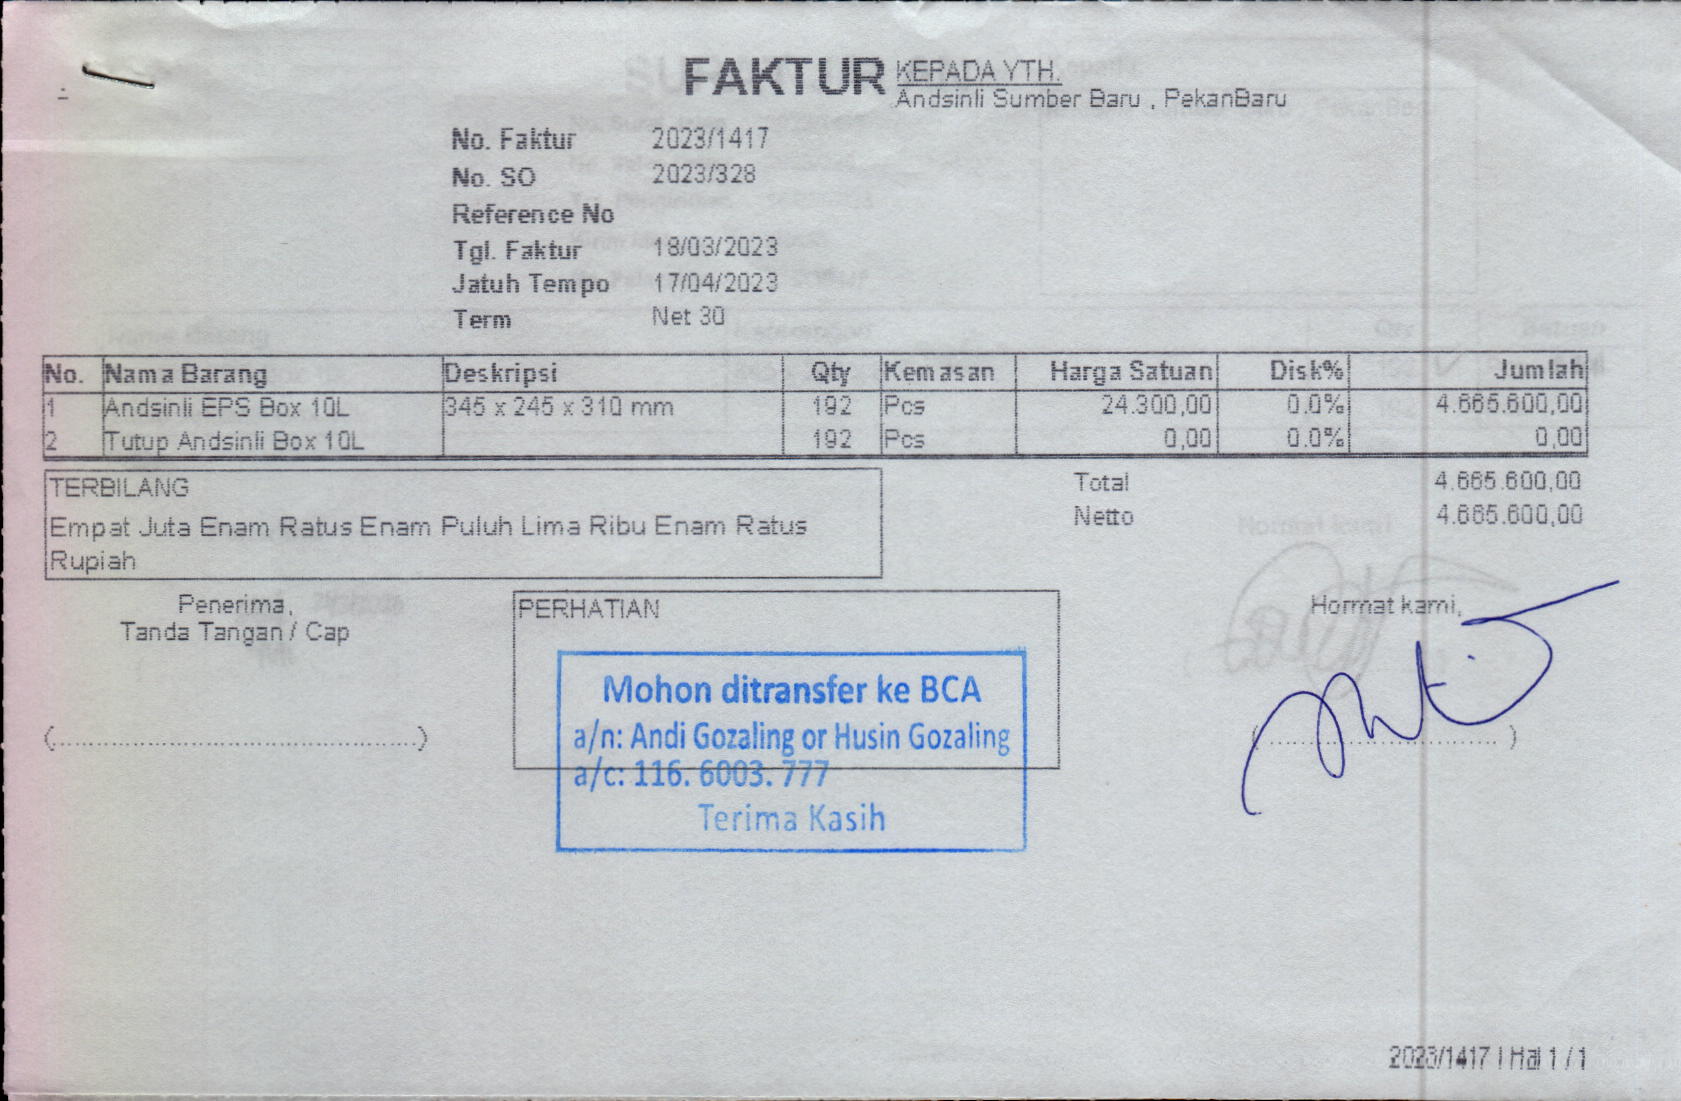 FAKTUR
KEPADA YTH.
Andsinli Sumber Baru , PekanBaru
No. Faktur 2023/1417
No. SO 2023/328
Reference No
Tgl. Faktur 18/03/2023
Jatuh Tempo 17/04/2023
Term Net 30
No. Nama Barang Deskripsi Qty Kemasan Harga Satuan Disk% Jumlah
1 Andsinli EPS Box 10L 345 x 245 x 310 mm 192 Pcs 24.300,00 0.0% 4.665.600,00
2 Tutup Andsinli Box 10L 192 Pcs 0,00 0.0% 0,00
TERBILANG
Empat Juta Enam Ratus Enam Puluh Lima Ribu Enam Ratus
Rupiah
Total 4.665.600,00
Netto 4.665.600,00
Penerima,
Tanda Tangan / Cap
(..........................................)
PERHATIAN
Mohon ditransfer ke BCA
a/n: Andi Gozaling or Husin Gozaling
a/c: 116. 6003. 777
Terima Kasih
Hormat kami,
(..............................)
2023/1417 | Hal 1 / 1